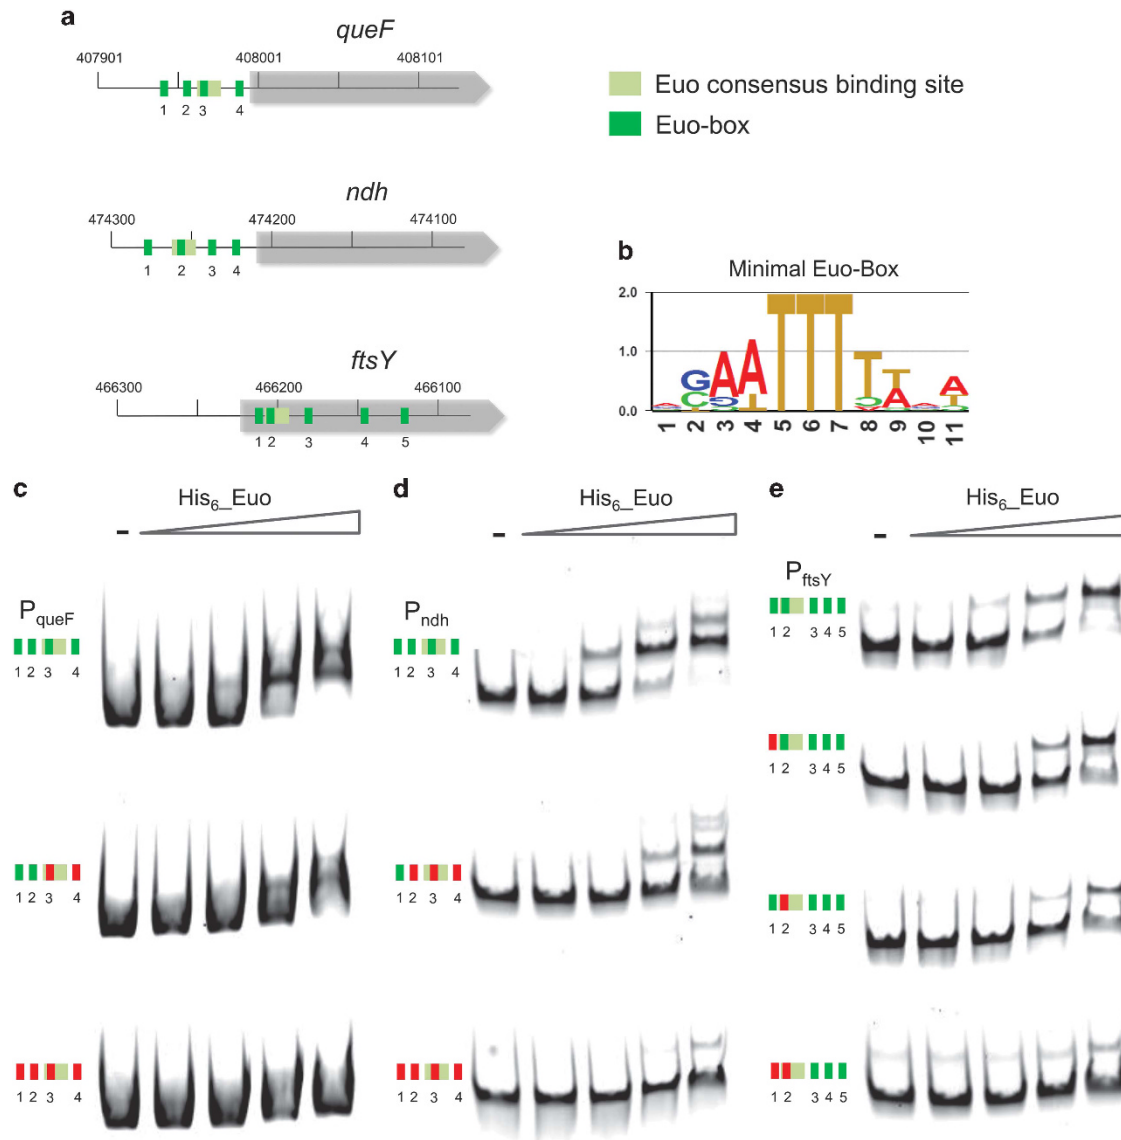 a
queF
407901 408001 408101
1 2 3 4
Euo consensus binding site
Euo-box
ndh
474300 474200 474100
1 2 3 4
b
Minimal Euo-Box
2.0
1.0
0.0
1 2 3 4 5 6 7 8 9 10 11
ftsY
466300 466200 466100
1 2 3 4 5
c
His6_Euo
-
PqueF
1 2 3 4
1 2 3 4
1 2 3 4
d
His6_Euo
-
Pndh
1 2 3 4
1 2 3 4
1 2 3 4
e
His6_Euo
-
PftsY
1 2 3 4 5
1 2 3 4 5
1 2 3 4 5
1 2 3 4 5